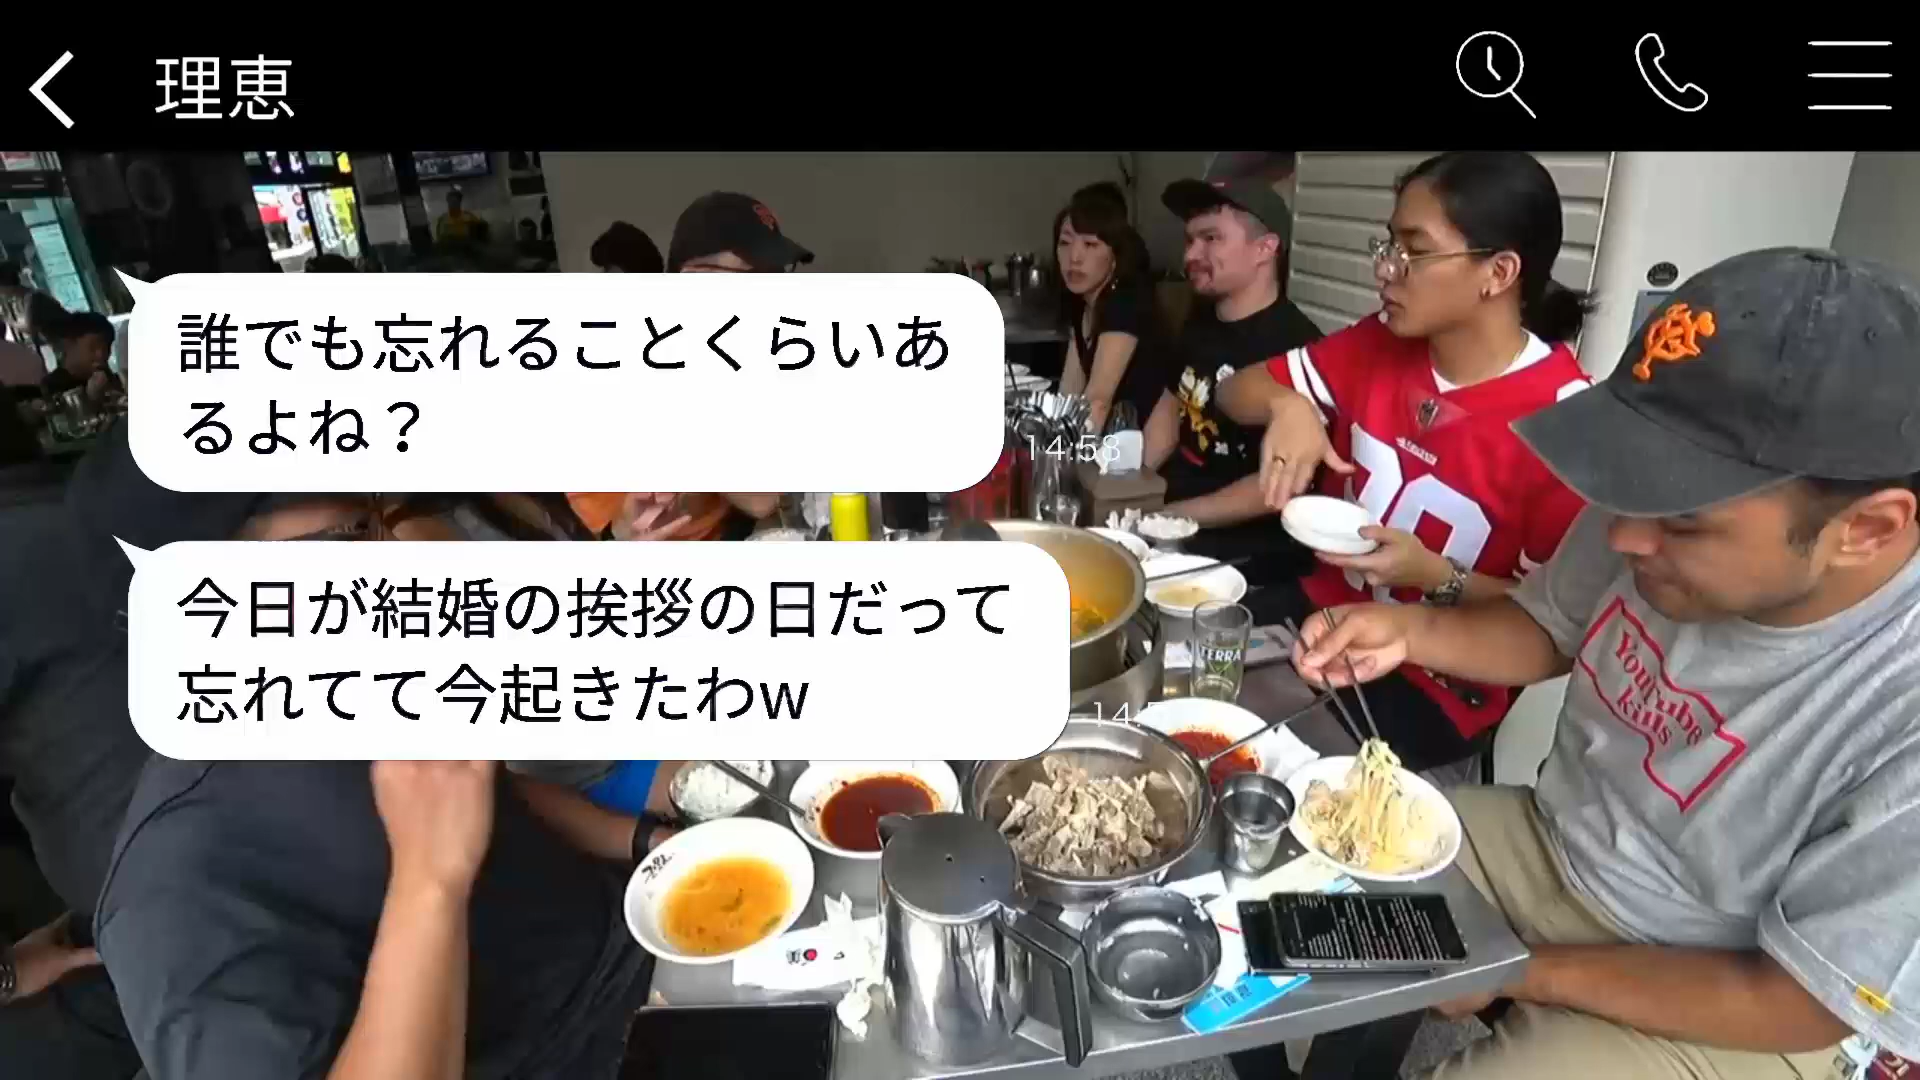 理恵
誰でも忘れることくらいあ
るよね？
14:58
今日が結婚の挨拶の日だって
忘れてて今起きたわw
TERRA
YouTube
kills